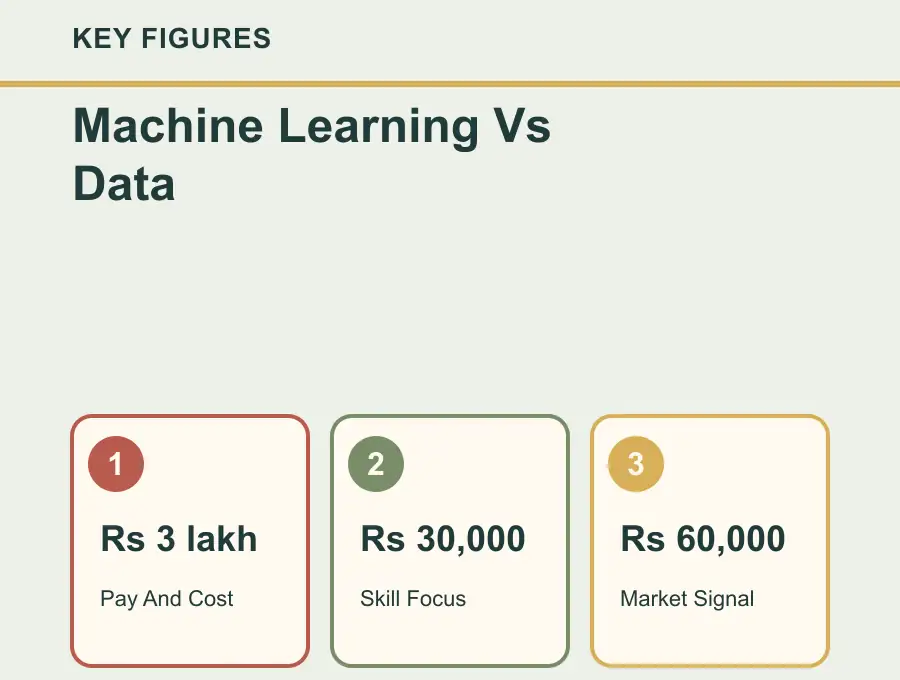 KEY FIGURES
Machine Learning Vs
Data
1
2
3
Rs 3 lakh
Rs 30,000
Rs 60,000
Pay And Cost
Skill Focus
Market Signal